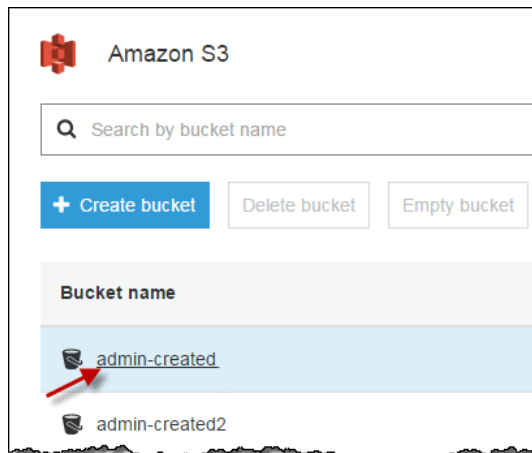 Amazon S3
Search by bucket name
+ Create bucket Delete bucket Empty bucket
Bucket name
admin-created
admin-created2